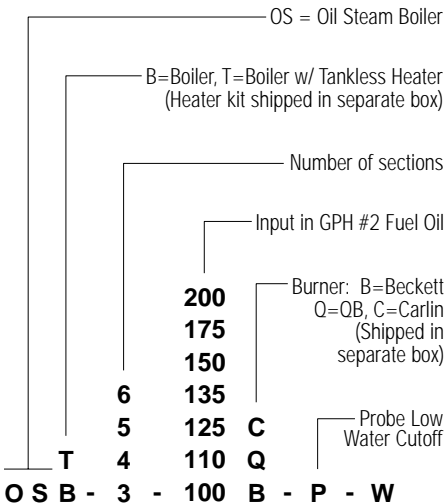 OS = Oil Steam Boiler
B=Boiler, T=Boiler w/ Tankless Heater
(Heater kit shipped in separate box)
Number of sections
Input in GPH #2 Fuel Oil
Burner: B=Beckett
Q=QB, C=Carlin
(Shipped in
separate box)
200
175
150
6 135
5 125 C
Probe Low
Water Cutoff
T 4 110 Q
O S B - 3 - 100 B - P - W